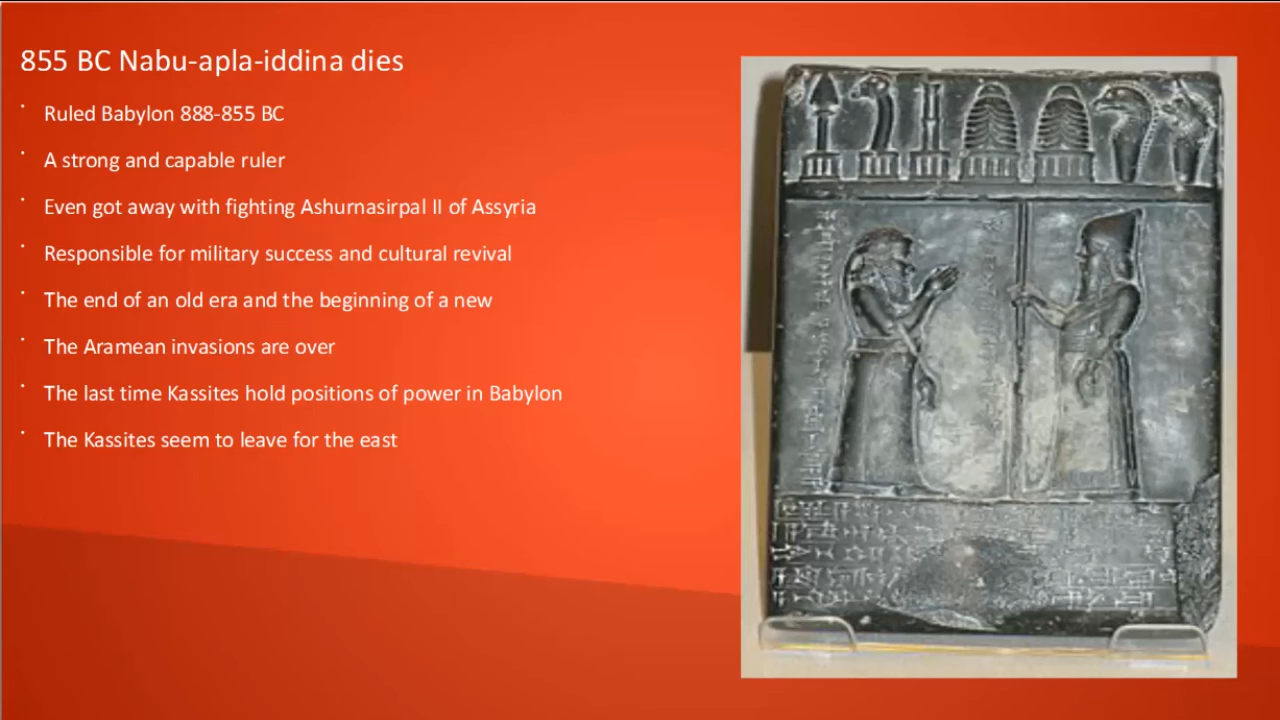 855 BC Nabu-apla-iddina dies
Ruled Babylon 888-855 BC
A strong and capable ruler
Even got away with fighting Ashurnasirpal II of Assyria
Responsible for military success and cultural revival
The end of an old era and the beginning of a new
The Aramean invasions are over
The last time Kassites hold positions of power in Babylon
The Kassites seem to leave for the east